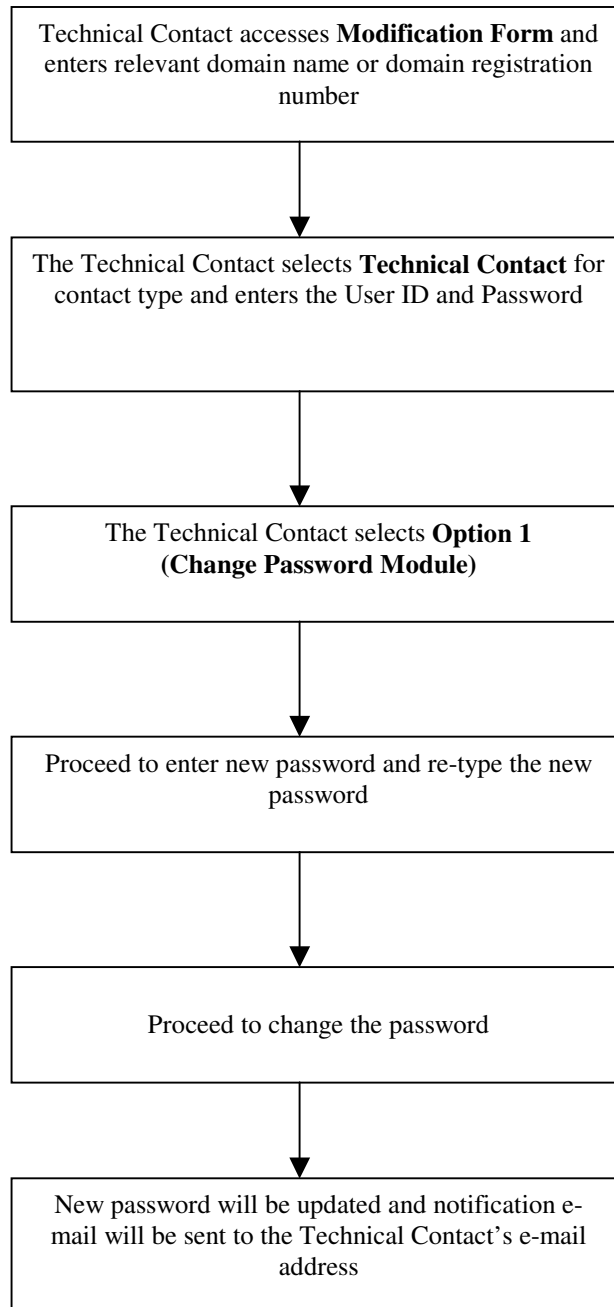 Technical Contact accesses Modification Form and
enters relevant domain name or domain registration
number
The Technical Contact selects Technical Contact for
contact type and enters the User ID and Password
The Technical Contact selects Option 1
(Change Password Module)
Proceed to enter new password and re-type the new
password
Proceed to change the password
New password will be updated and notification e-
mail will be sent to the Technical Contact’s e-mail
address